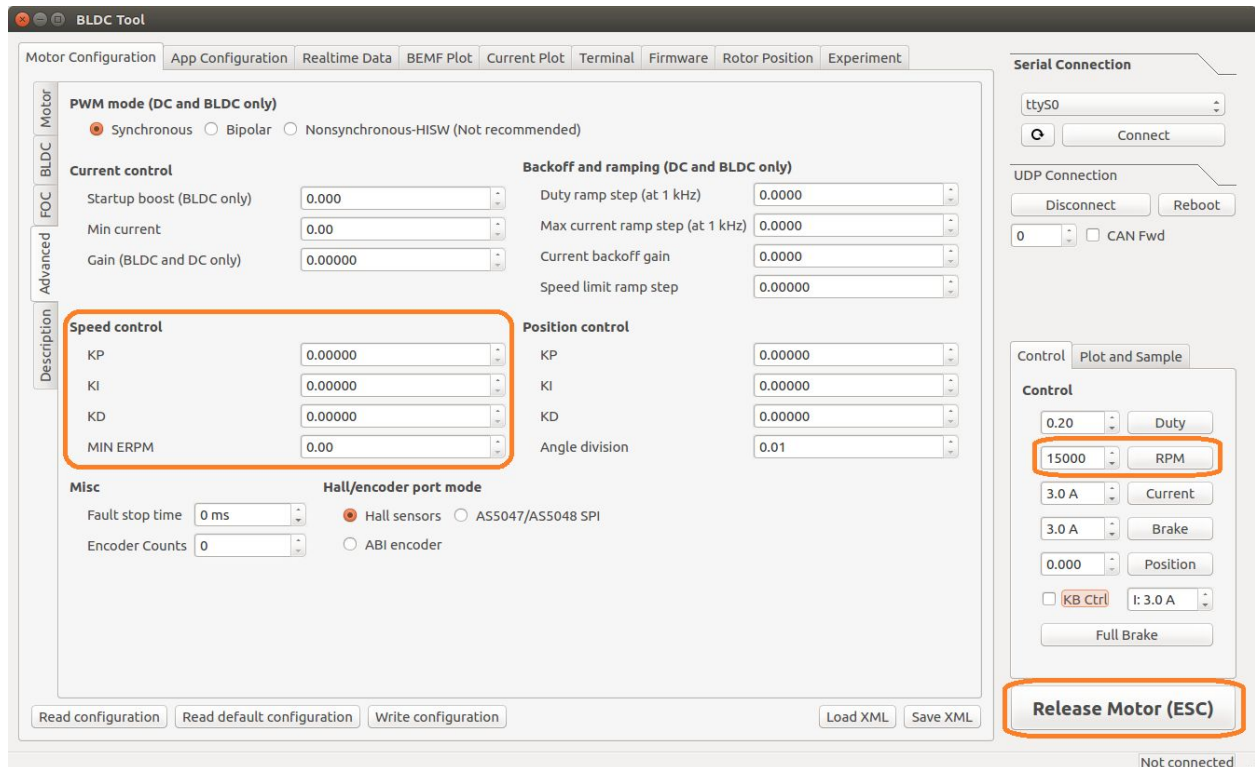 BLDC Tool
Motor Configuration App Configuration Realtime Data BEMF Plot Current Plot Terminal Firmware Rotor Position Experiment
Motor
BLDC
FOC
Advanced
Description
PWM mode (DC and BLDC only)
Synchronous Bipolar Nonsynchronous-HISW (Not recommended)
Current control
Startup boost (BLDC only) 0.000
Min current 0.00
Gain (BLDC and DC only) 0.00000
Backoff and ramping (DC and BLDC only)
Duty ramp step (at 1 kHz) 0.0000
Max current ramp step (at 1 kHz) 0.0000
Current backoff gain 0.0000
Speed limit ramp step 0.00000
Speed control
KP 0.00000
KI 0.00000
KD 0.00000
MIN ERPM 0.00
Position control
KP 0.00000
KI 0.00000
KD 0.00000
Angle division 0.01
Misc
Fault stop time 0 ms
Encoder Counts 0
Hall/encoder port mode
Hall sensors AS5047/AS5048 SPI
ABI encoder
Read configuration Read default configuration Write configuration Load XML Save XML
Serial Connection
ttyS0
Connect
UDP Connection
Disconnect Reboot
0 CAN Fwd
Control Plot and Sample
Control
0.20 Duty
15000 RPM
3.0 A Current
3.0 A Brake
0.000 Position
KB Ctrl I: 3.0 A
Full Brake
Release Motor (ESC)
Not connected